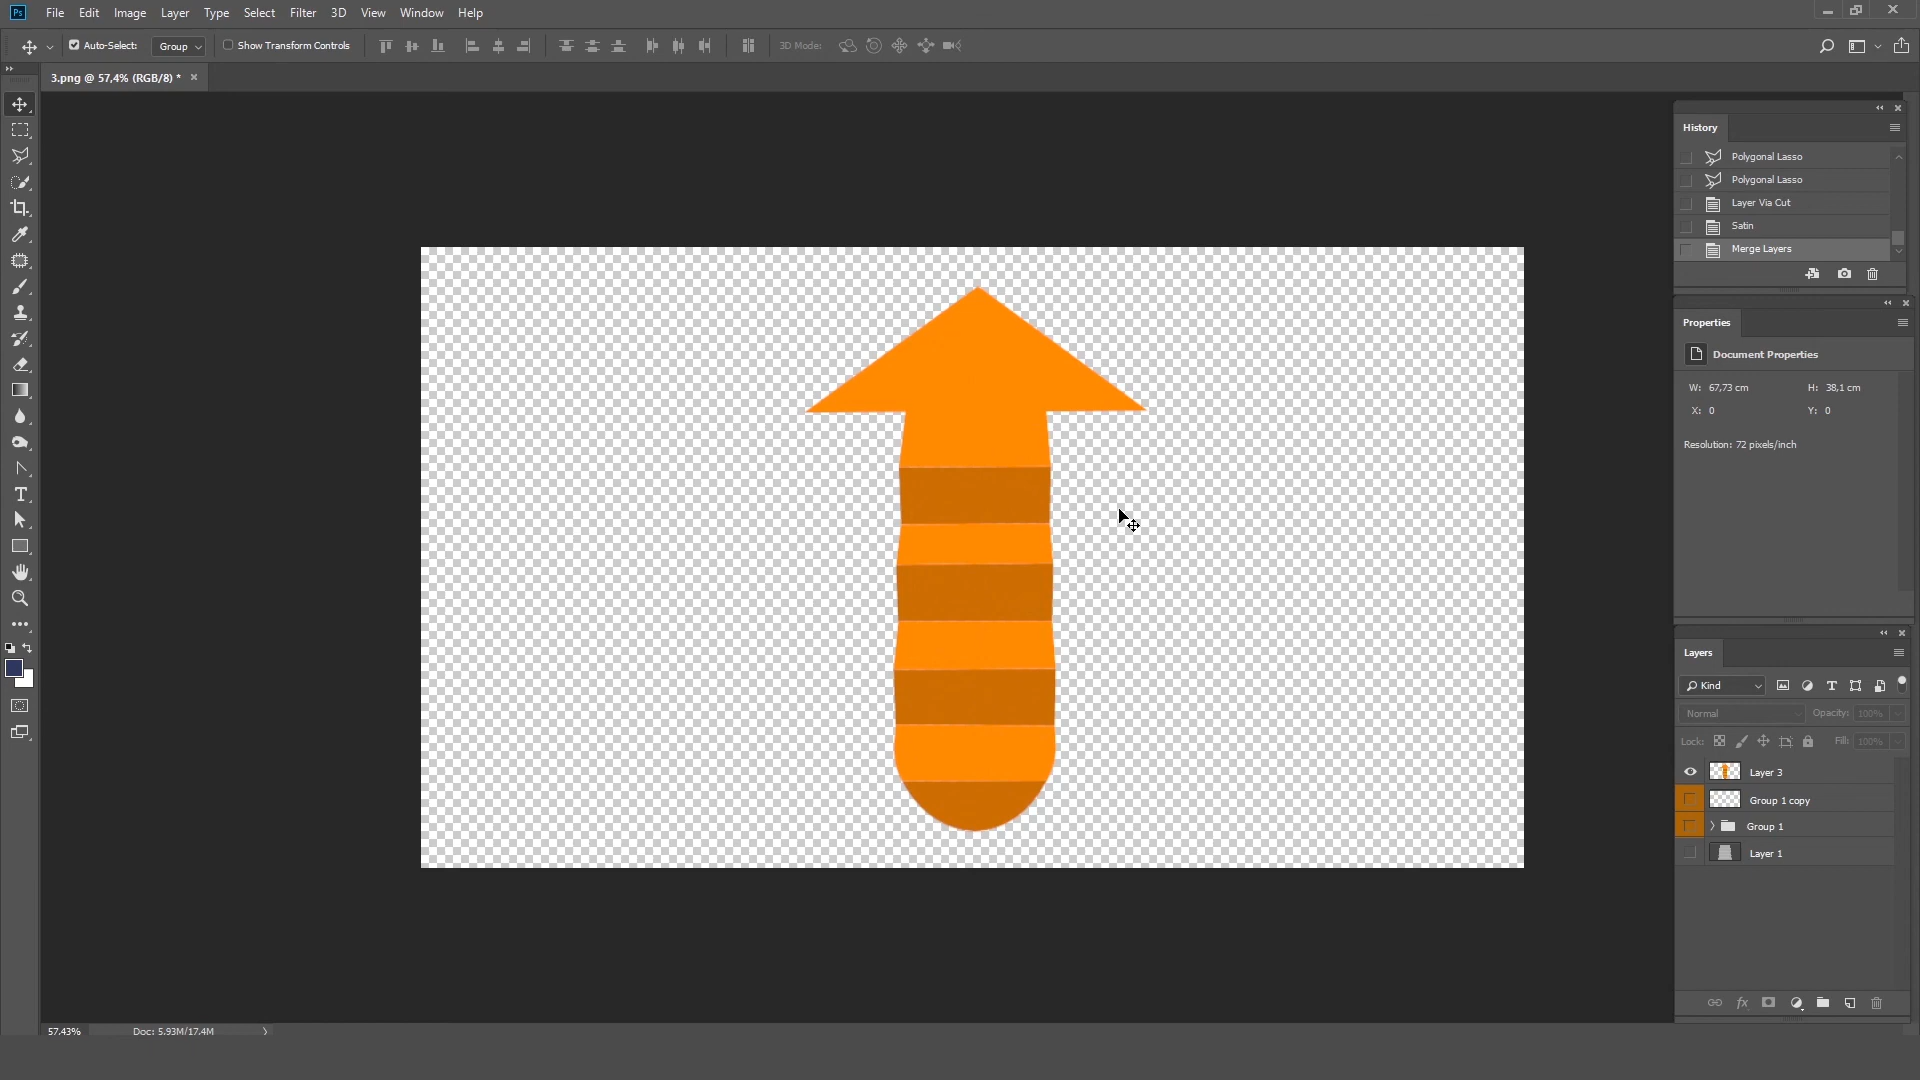 Ps File Edit Image Layer Type Select Filter 3D View Window Help
Auto-Select: Group Show Transform Controls 3D Mode:
3.png @ 57,4% (RGB/8) *
History
Polygonal Lasso
Polygonal Lasso
Layer Via Cut
Satin
Merge Layers
Properties
Document Properties
W: 67,73 cm H: 38,1 cm
X: 0 Y: 0
Resolution: 72 pixels/inch
Layers
Kind
Normal Opacity: 100%
Lock: Fill: 100%
Layer 3
Group 1 copy
Group 1
Layer 1
fx
57,43% Doc: 5,93M/17,4M